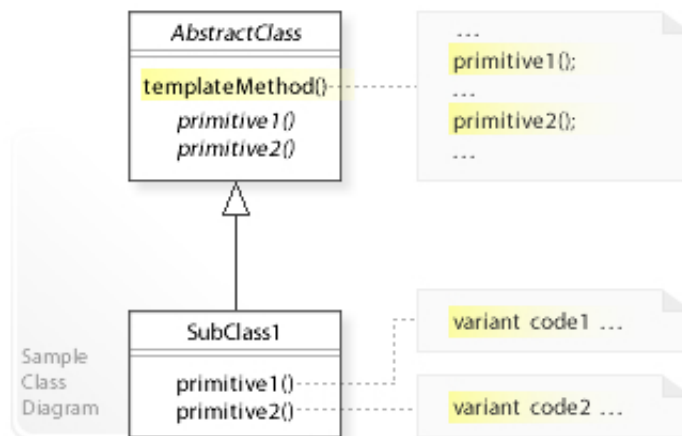 AbstractClass
templateMethod()
primitive1()
primitive2()
...
primitive1();
...
primitive2();
...
SubClass1
primitive1()
primitive2()
variant code1 ...
variant code2 ...
Sample
Class
Diagram